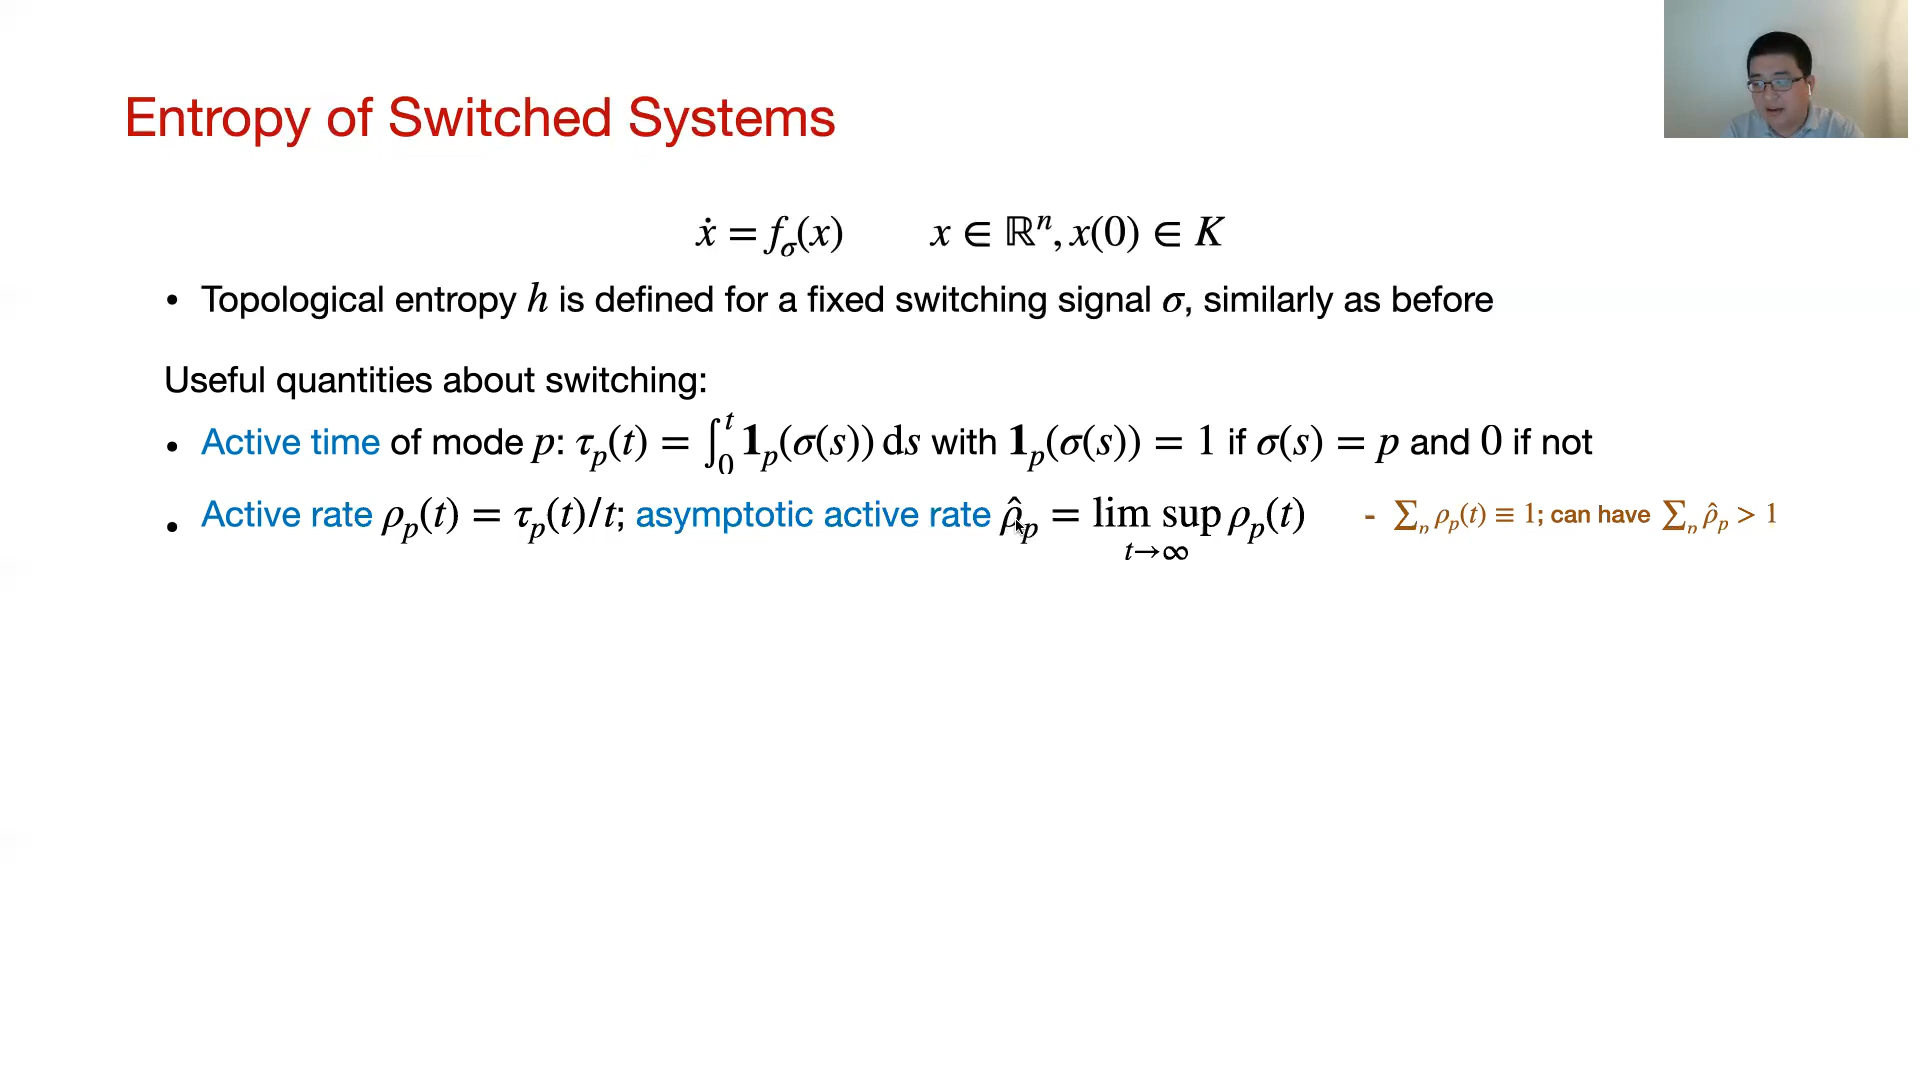 Entropy of Switched Systems
ẋ = f_σ(x)   x ∈ ℝⁿ, x(0) ∈ K
• Topological entropy h is defined for a fixed switching signal σ, similarly as before
Useful quantities about switching:
• Active time of mode p: τ_p(t) = ∫₀ᵗ 𝟏_p(σ(s)) ds with 𝟏_p(σ(s)) = 1 if σ(s) = p and 0 if not
• Active rate ρ_p(t) = τ_p(t)/t; asymptotic active rate ρ̂_p = lim sup_{t→∞} ρ_p(t)   - ∑_p ρ_p(t) ≡ 1; can have ∑_p ρ̂_p > 1